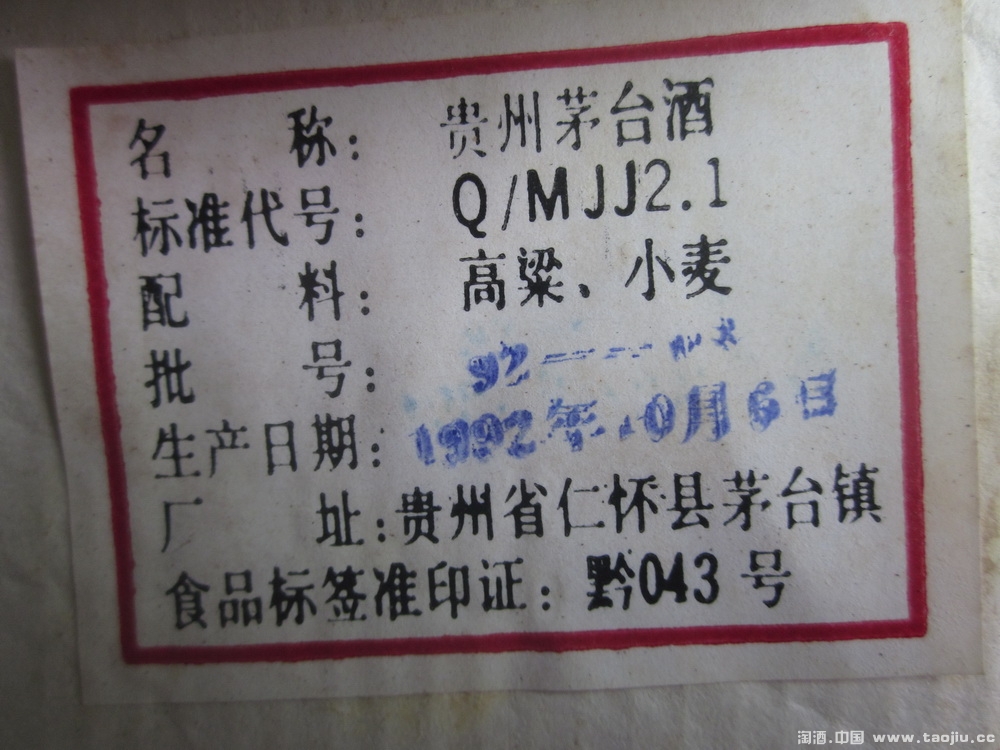 名 称: 贵州茅台酒
标准代号: Q/MJJ2.1
配 料: 高粱、小麦
批 号: 92
生产日期: 1992年10月6日
厂 址: 贵州省仁怀县茅台镇
食品标签准印证: 黔043号
淘酒.中国 www.taojiu.cc